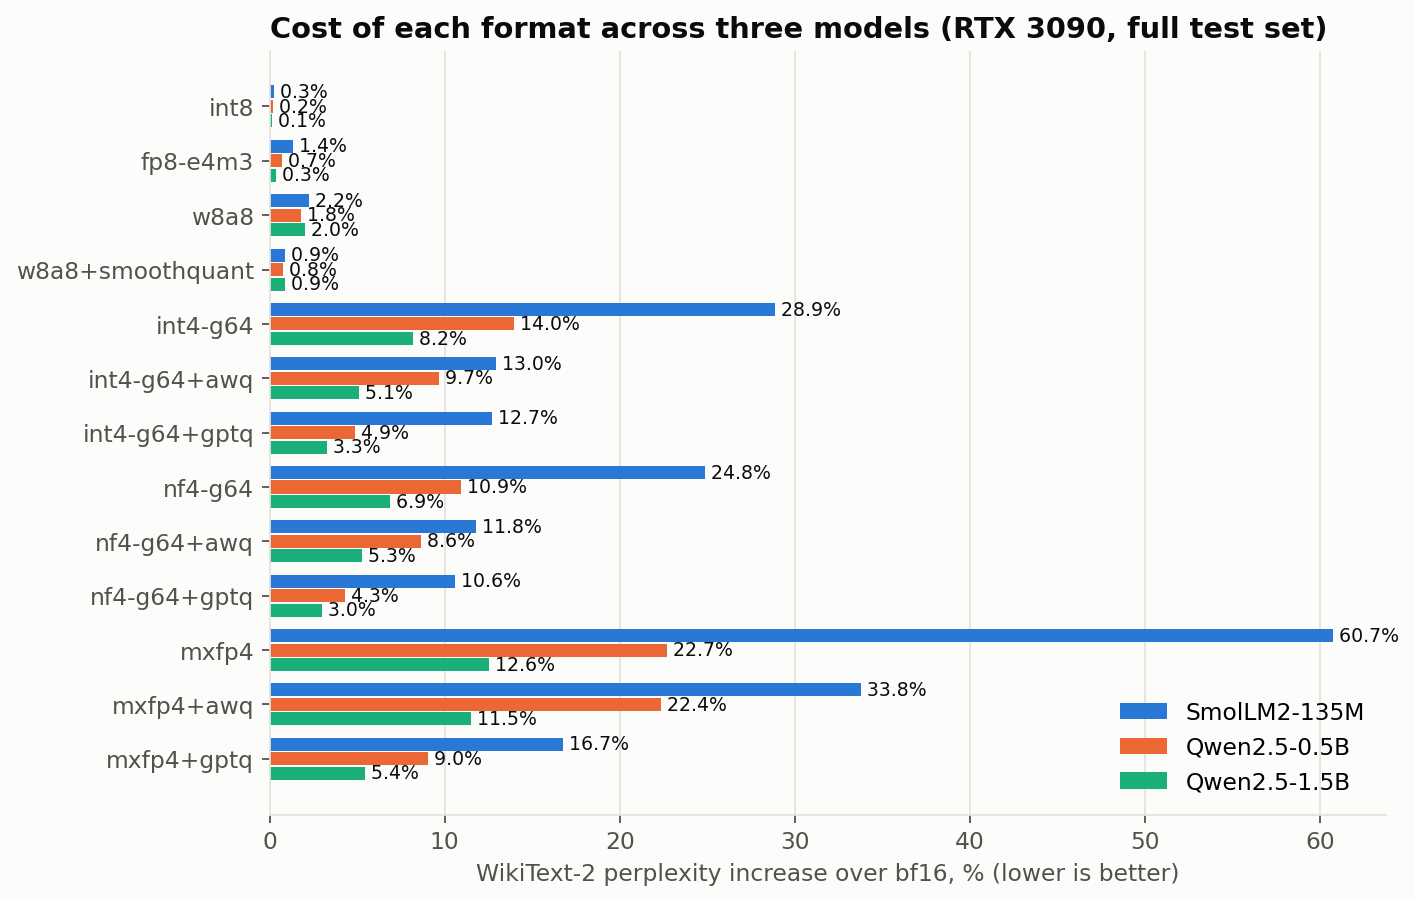 Cost of each format across three models (RTX 3090, full test set)
int8
0.3%
0.2%
0.1%
fp8-e4m3
1.4%
0.7%
0.3%
w8a8
2.2%
1.8%
2.0%
w8a8+smoothquant
0.9%
0.8%
0.9%
int4-g64
28.9%
14.0%
8.2%
int4-g64+awq
13.0%
9.7%
5.1%
int4-g64+gptq
12.7%
4.9%
3.3%
nf4-g64
24.8%
10.9%
6.9%
nf4-g64+awq
11.8%
8.6%
5.3%
nf4-g64+gptq
10.6%
4.3%
3.0%
mxfp4
60.7%
22.7%
12.6%
mxfp4+awq
33.8%
22.4%
11.5%
mxfp4+gptq
16.7%
9.0%
5.4%
SmolLM2-135M
Qwen2.5-0.5B
Qwen2.5-1.5B
0 10 20 30 40 50 60
WikiText-2 perplexity increase over bf16, % (lower is better)